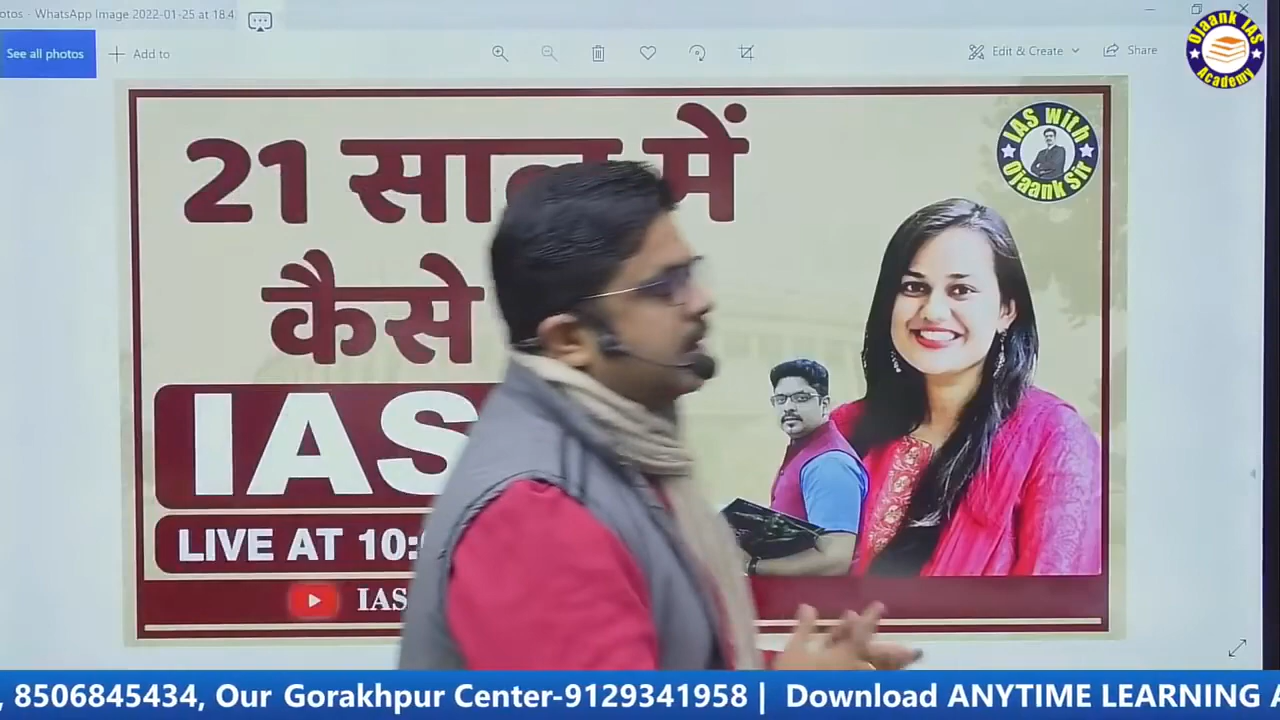 otos - WhatsApp Image 2022-01-25 at 18.4
See all photos
Add to
Edit & Create
Share
Ojaank IAS
Academy
21 में
कैसे
IAS
LIVE AT 10:
IAS
IAS with
Ojaank Sir
, 8506845434, Our Gorakhpur Center-9129341958 | Download ANYTIME LEARNING A